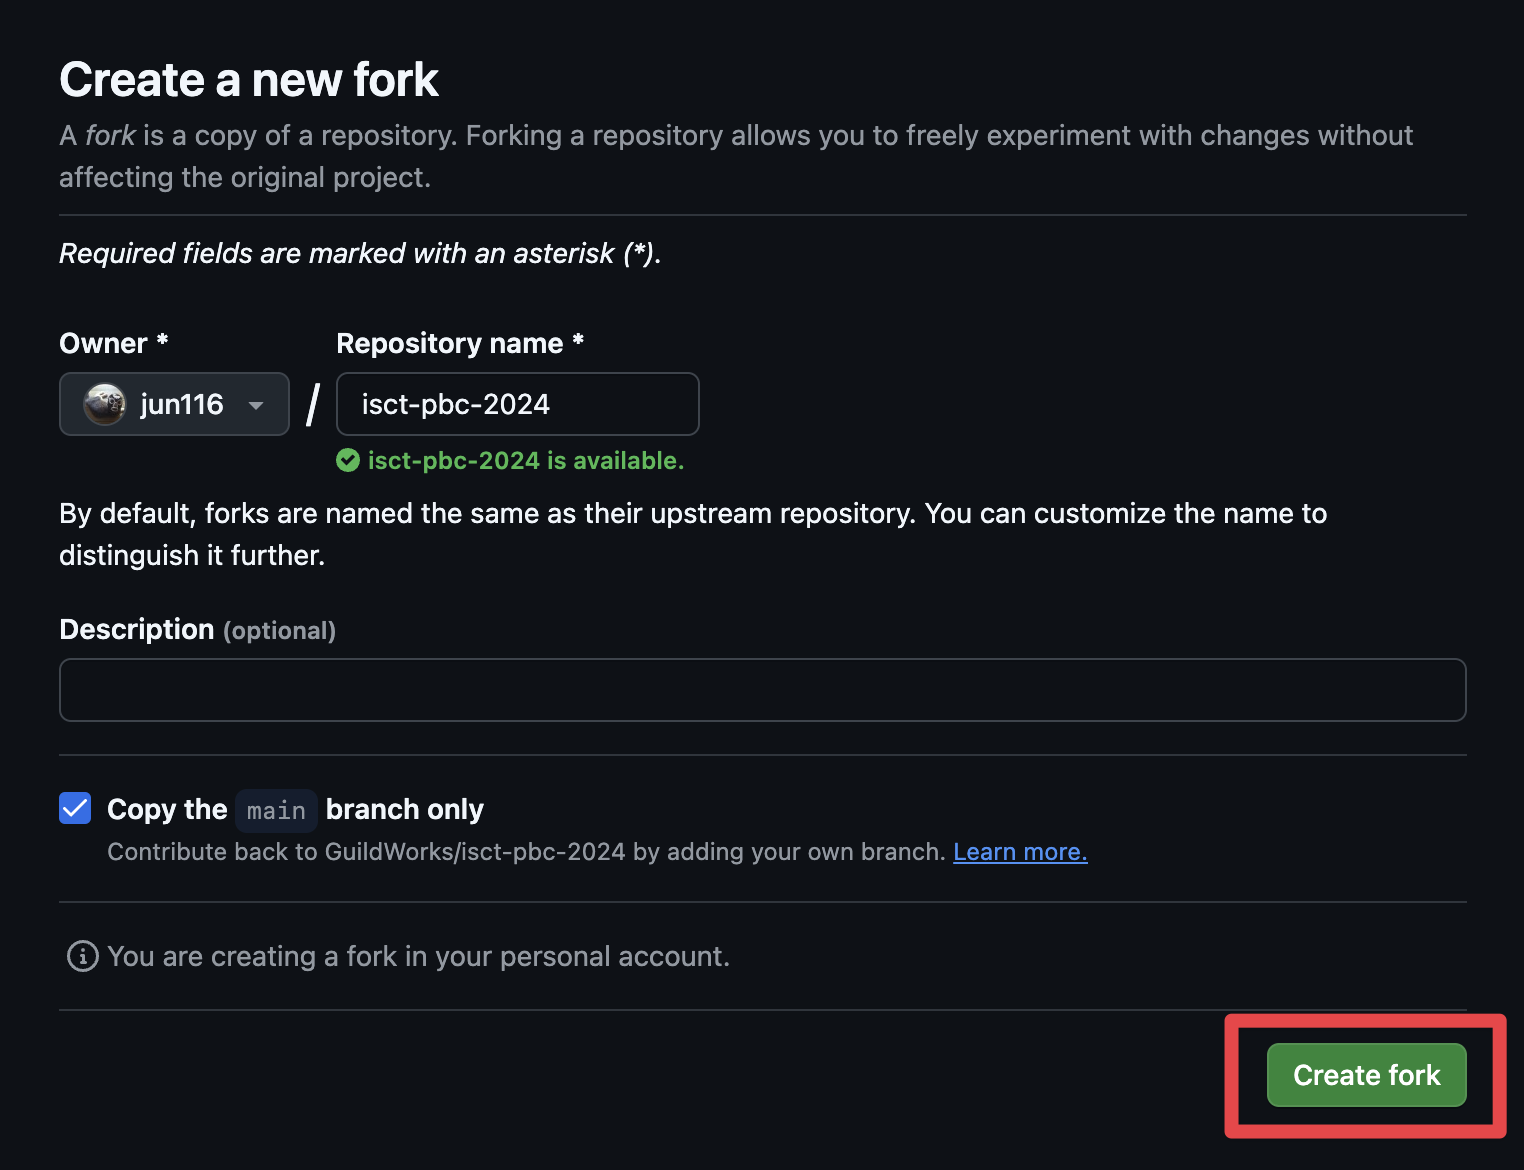 Create a new fork
A fork is a copy of a repository. Forking a repository allows you to freely experiment with changes without
affecting the original project.
Required fields are marked with an asterisk (*).
Owner * Repository name *
jun116 / isct-pbc-2024
isct-pbc-2024 is available.
By default, forks are named the same as their upstream repository. You can customize the name to
distinguish it further.
Description (optional)
Copy the main branch only
Contribute back to GuildWorks/isct-pbc-2024 by adding your own branch. Learn more.
You are creating a fork in your personal account.
Create fork